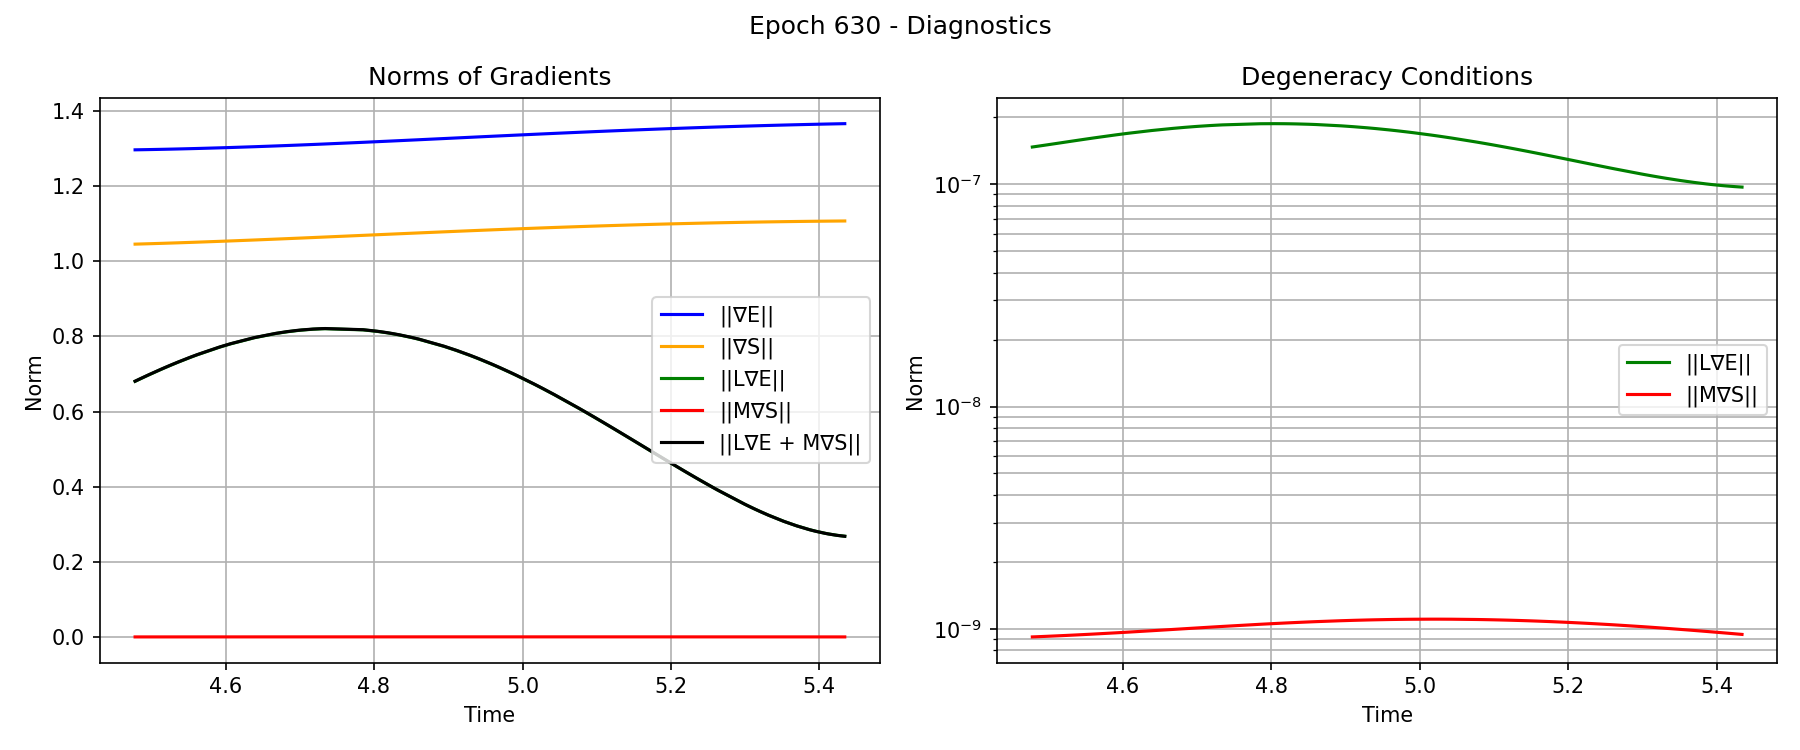 Epoch 630 - Diagnostics
Norms of Gradients
Norm
1.4
1.2
1.0
0.8
0.6
0.4
0.2
0.0
||∇E||
||∇S||
||L∇E||
||M∇S||
||L∇E + M∇S||
4.6 4.8 5.0 5.2 5.4
Time
Degeneracy Conditions
Norm
10⁻⁷
10⁻⁸
10⁻⁹
||L∇E||
||M∇S||
4.6 4.8 5.0 5.2 5.4
Time